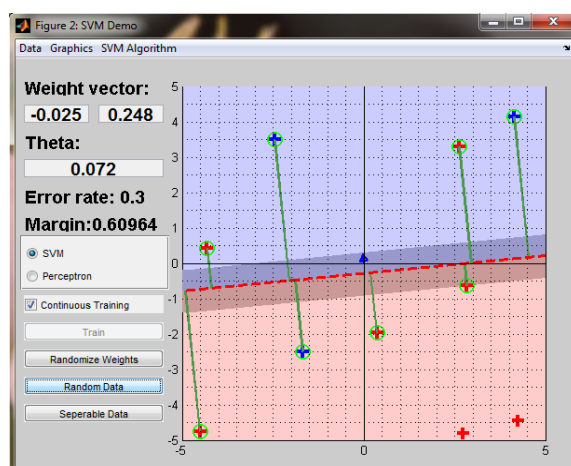 Figure 2: SVM Demo
Data Graphics SVM Algorithm
Weight vector:
-0.025 0.248
Theta:
0.072
Error rate: 0.3
Margin:0.60964
SVM
Perceptron
Continuous Training
Train
Randomize Weights
Random Data
Seperable Data
5
4
3
2
1
0
-1
-2
-3
-4
-5
-5 0 5